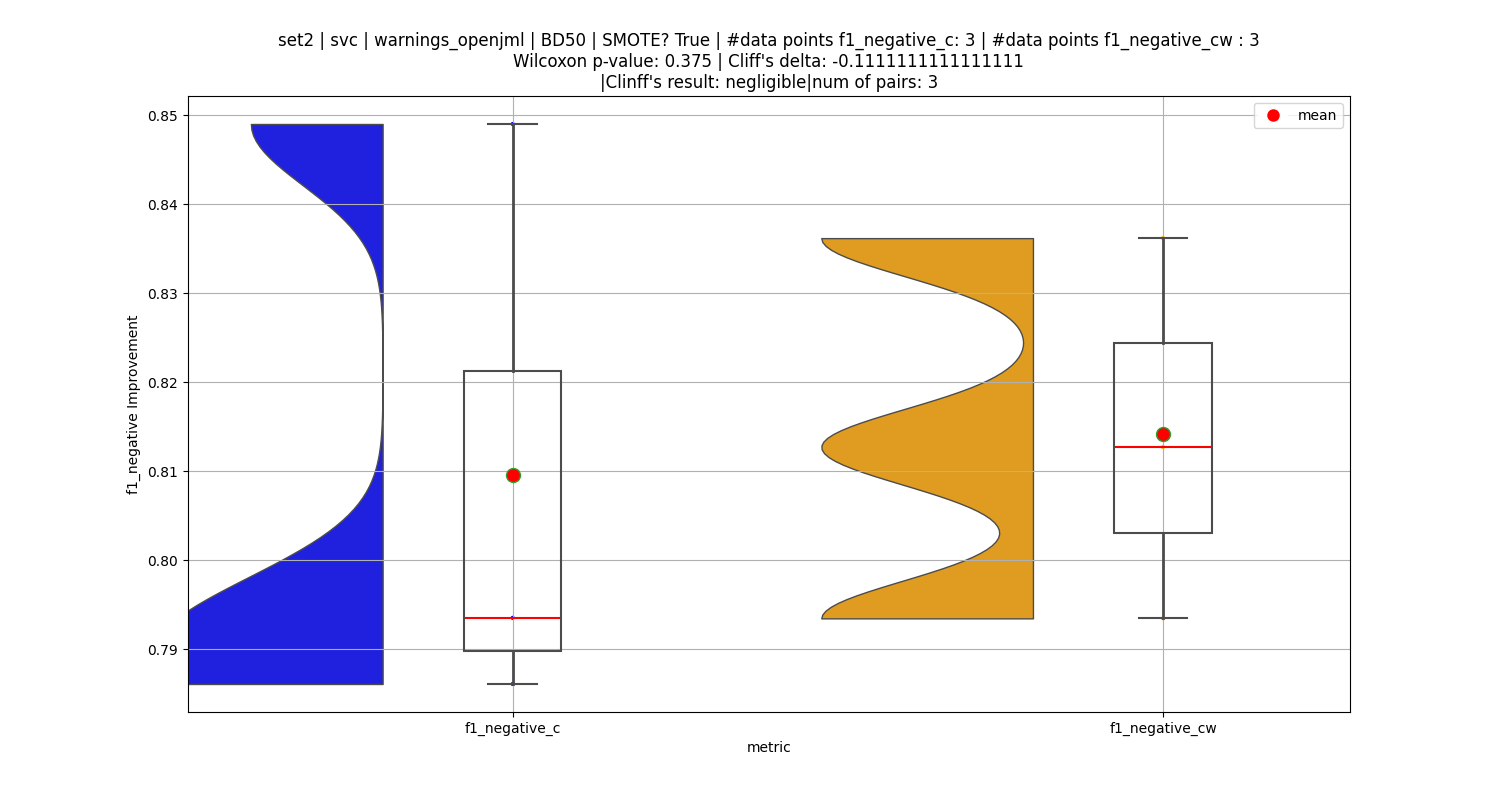 set2 | svc | warnings_openjml | BD50 | SMOTE? True | #data points f1_negative_c: 3 | #data points f1_negative_cw : 3
Wilcoxon p-value: 0.375 | Cliff's delta: -0.1111111111111111
|Clinff's result: negligible|num of pairs: 3
mean
0.85
0.84
0.83
0.82
0.81
0.80
0.79
f1_negative Improvement
f1_negative_c
f1_negative_cw
metric